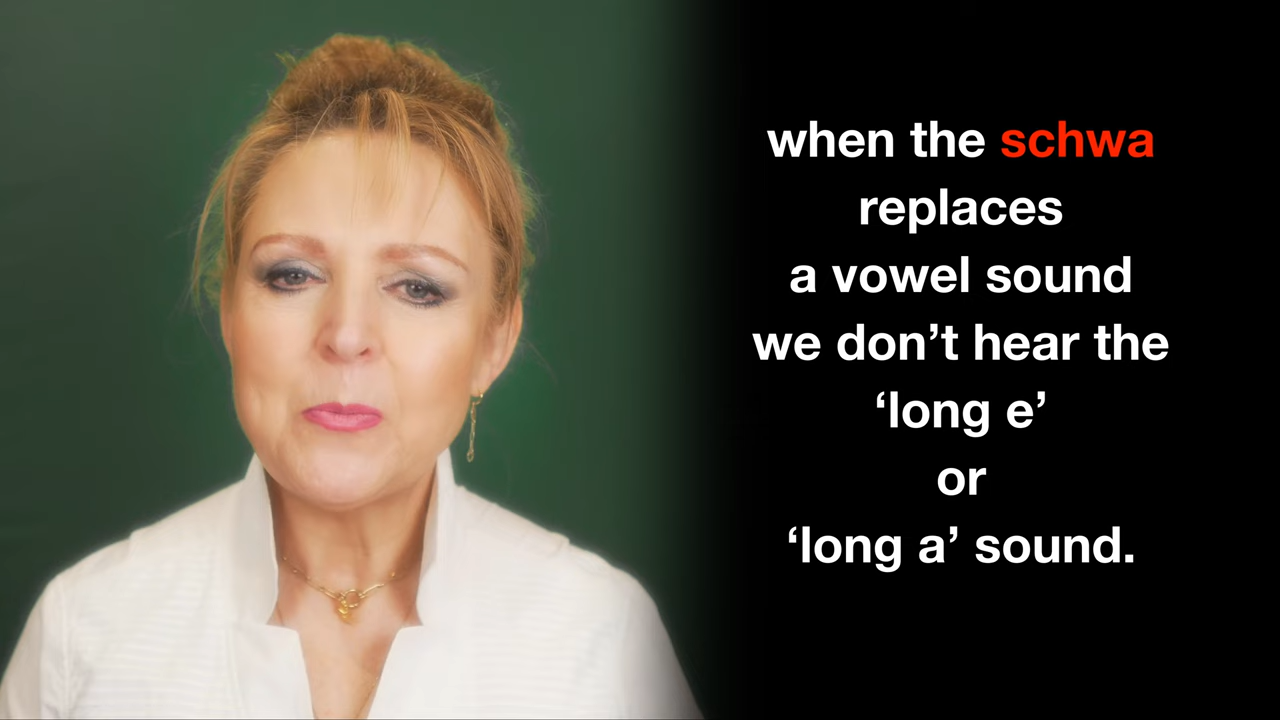 when the schwa
replaces
a vowel sound
we don’t hear the
‘long e’
or
‘long a’ sound.